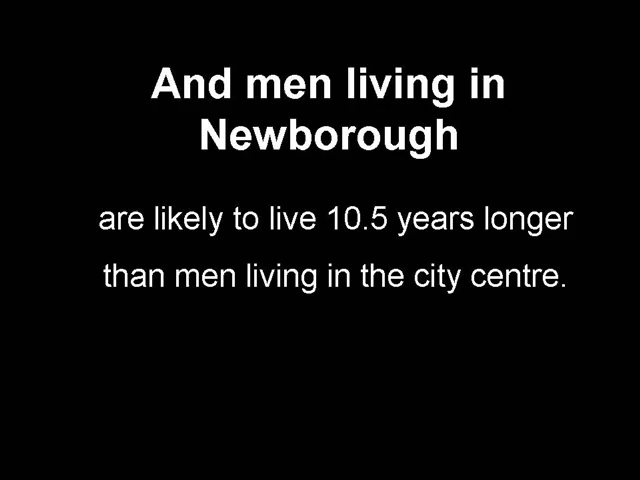 And men living in
Newborough
are likely to live 10.5 years longer
than men living in the city centre.